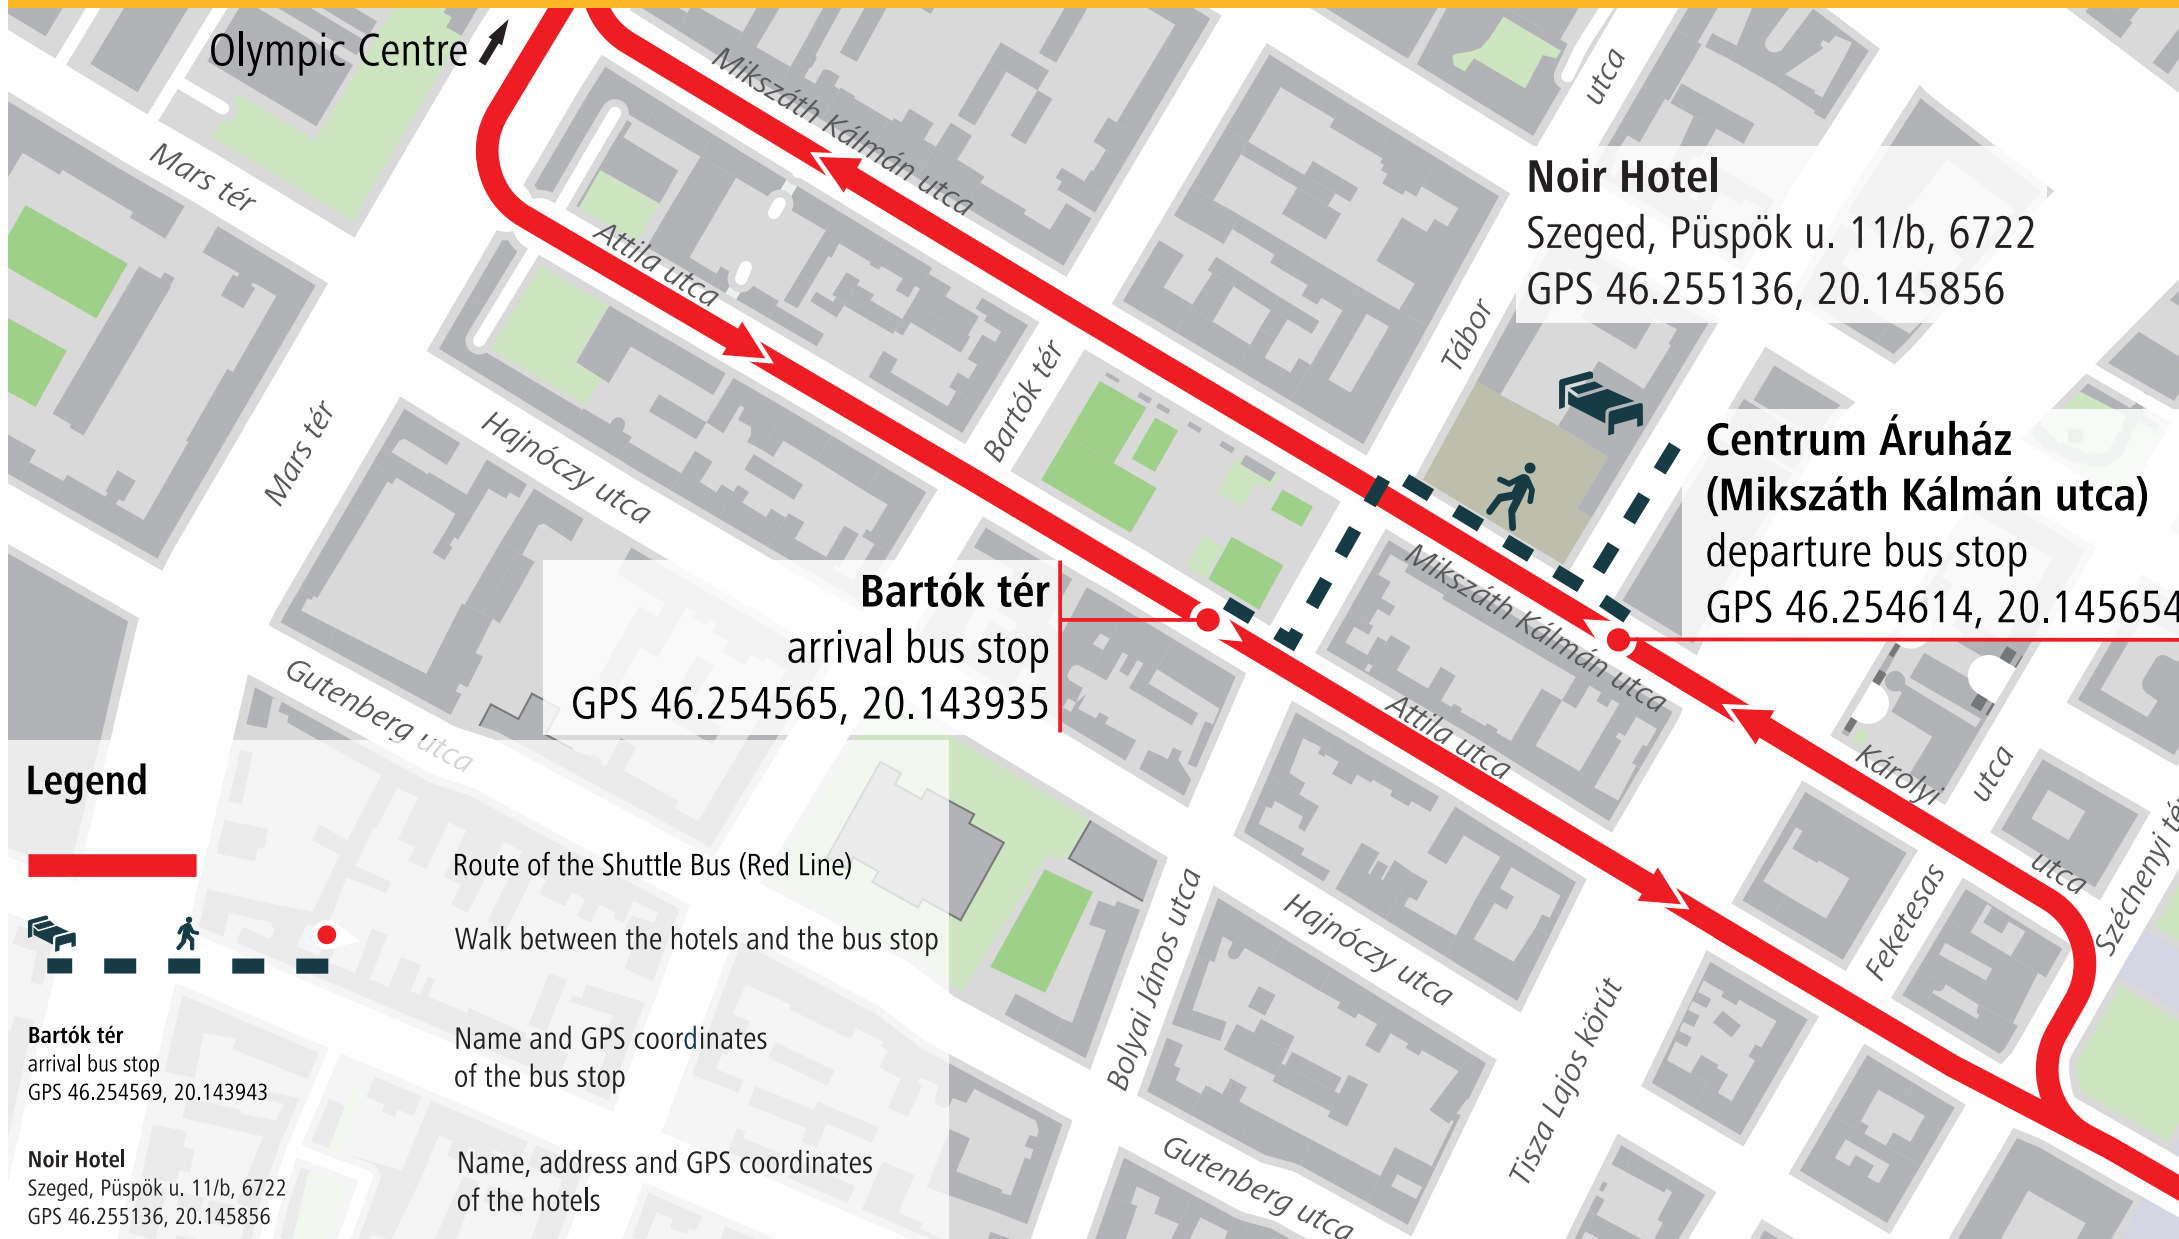 Olympic Centre
Mikszáth Kálmán utca
utca
Mars tér
Noir Hotel
Szeged, Püspök u. 11/b, 6722
GPS 46.255136, 20.145856
Attila utca
Tábor
Bartók tér
Mars tér
Hajnóczy utca
Centrum Áruház
(Mikszáth Kálmán utca)
departure bus stop
GPS 46.254614, 20.145654
Bartók tér
arrival bus stop
GPS 46.254565, 20.143935
Mikszáth Kálmán utca
Gutenberg utca
Attila utca
Károlyi
utca
utca
Széchenyi té
Feketesas
Hajnóczy utca
Bolyai János utca
Tisza Lajos körút
Gutenberg utca
Legend
Route of the Shuttle Bus (Red Line)
Walk between the hotels and the bus stop
Bartók tér
arrival bus stop
GPS 46.254569, 20.143943
Name and GPS coordinates
of the bus stop
Noir Hotel
Szeged, Püspök u. 11/b, 6722
GPS 46.255136, 20.145856
Name, address and GPS coordinates
of the hotels